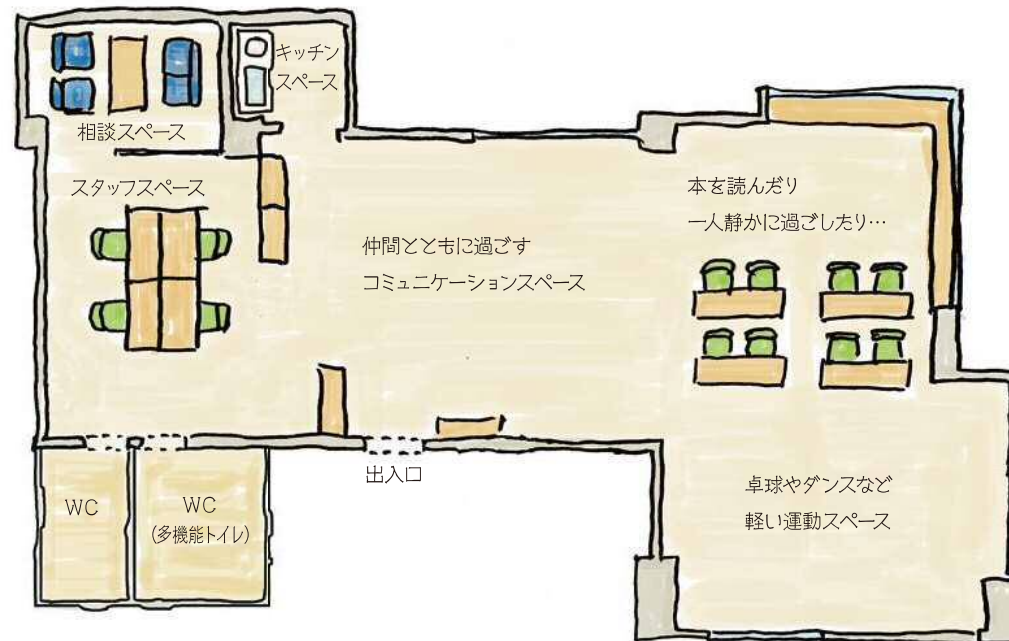 キッチン
スペース
相談スペース
スタッフスペース
本を読んだり
一人静かに過ごしたり…
仲間とともに過ごす
コミュニケーションスペース
出入口
WC
WC
(多機能トイレ)
卓球やダンスなど
軽い運動スペース